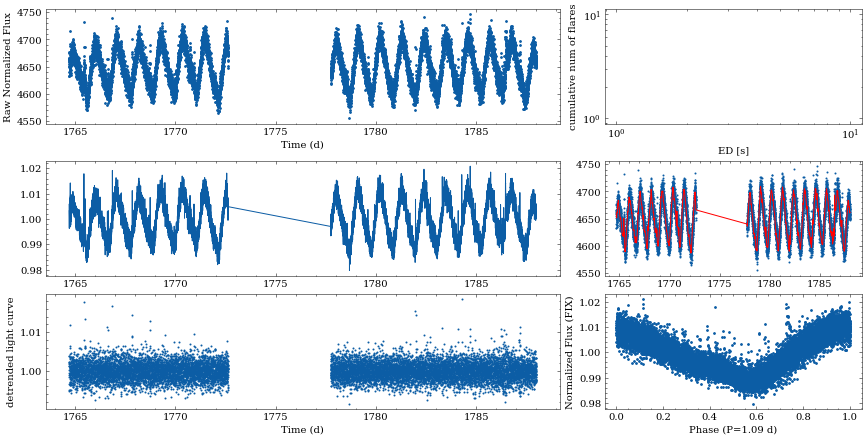 Raw Normalized Flux
4750
4700
4650
4600
4550
1765 1770 1775 1780 1785
Time (d)
cumulative num of flares
10¹
10⁰
10⁰ 10¹
ED [s]
1.02
1.01
1.00
0.99
0.98
1765 1770 1775 1780 1785
4750
4700
4650
4600
4550
1765 1770 1775 1780 1785
detrended light curve
1.01
1.00
1765 1770 1775 1780 1785
Time (d)
Normalized Flux (FIX)
1.02
1.01
1.00
0.99
0.98
0.0 0.2 0.4 0.6 0.8 1.0
Phase (P=1.09 d)